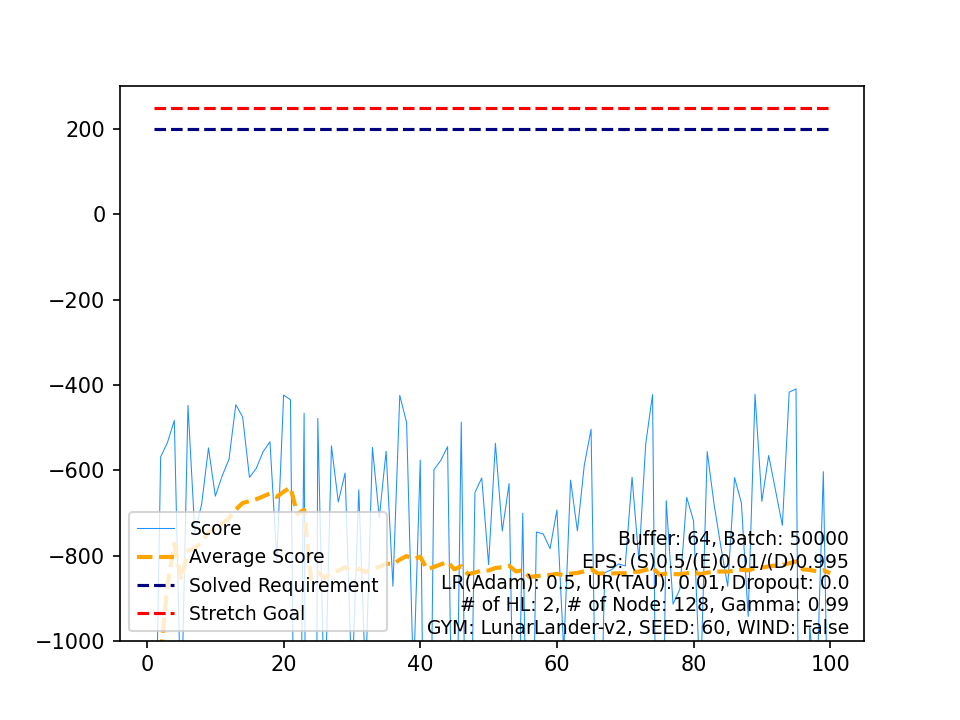 200
0
−200
−400
−600
−800
−1000
0
20
40
60
80
100
Score
Average Score
Solved Requirement
Stretch Goal
Buffer: 64, Batch: 50000
EPS: (S)0.5/(E)0.01/(D)0.995
LR(Adam): 0.5, UR(TAU): 0.01, Dropout: 0.0
# of HL: 2, # of Node: 128, Gamma: 0.99
GYM: LunarLander-v2, SEED: 60, WIND: False